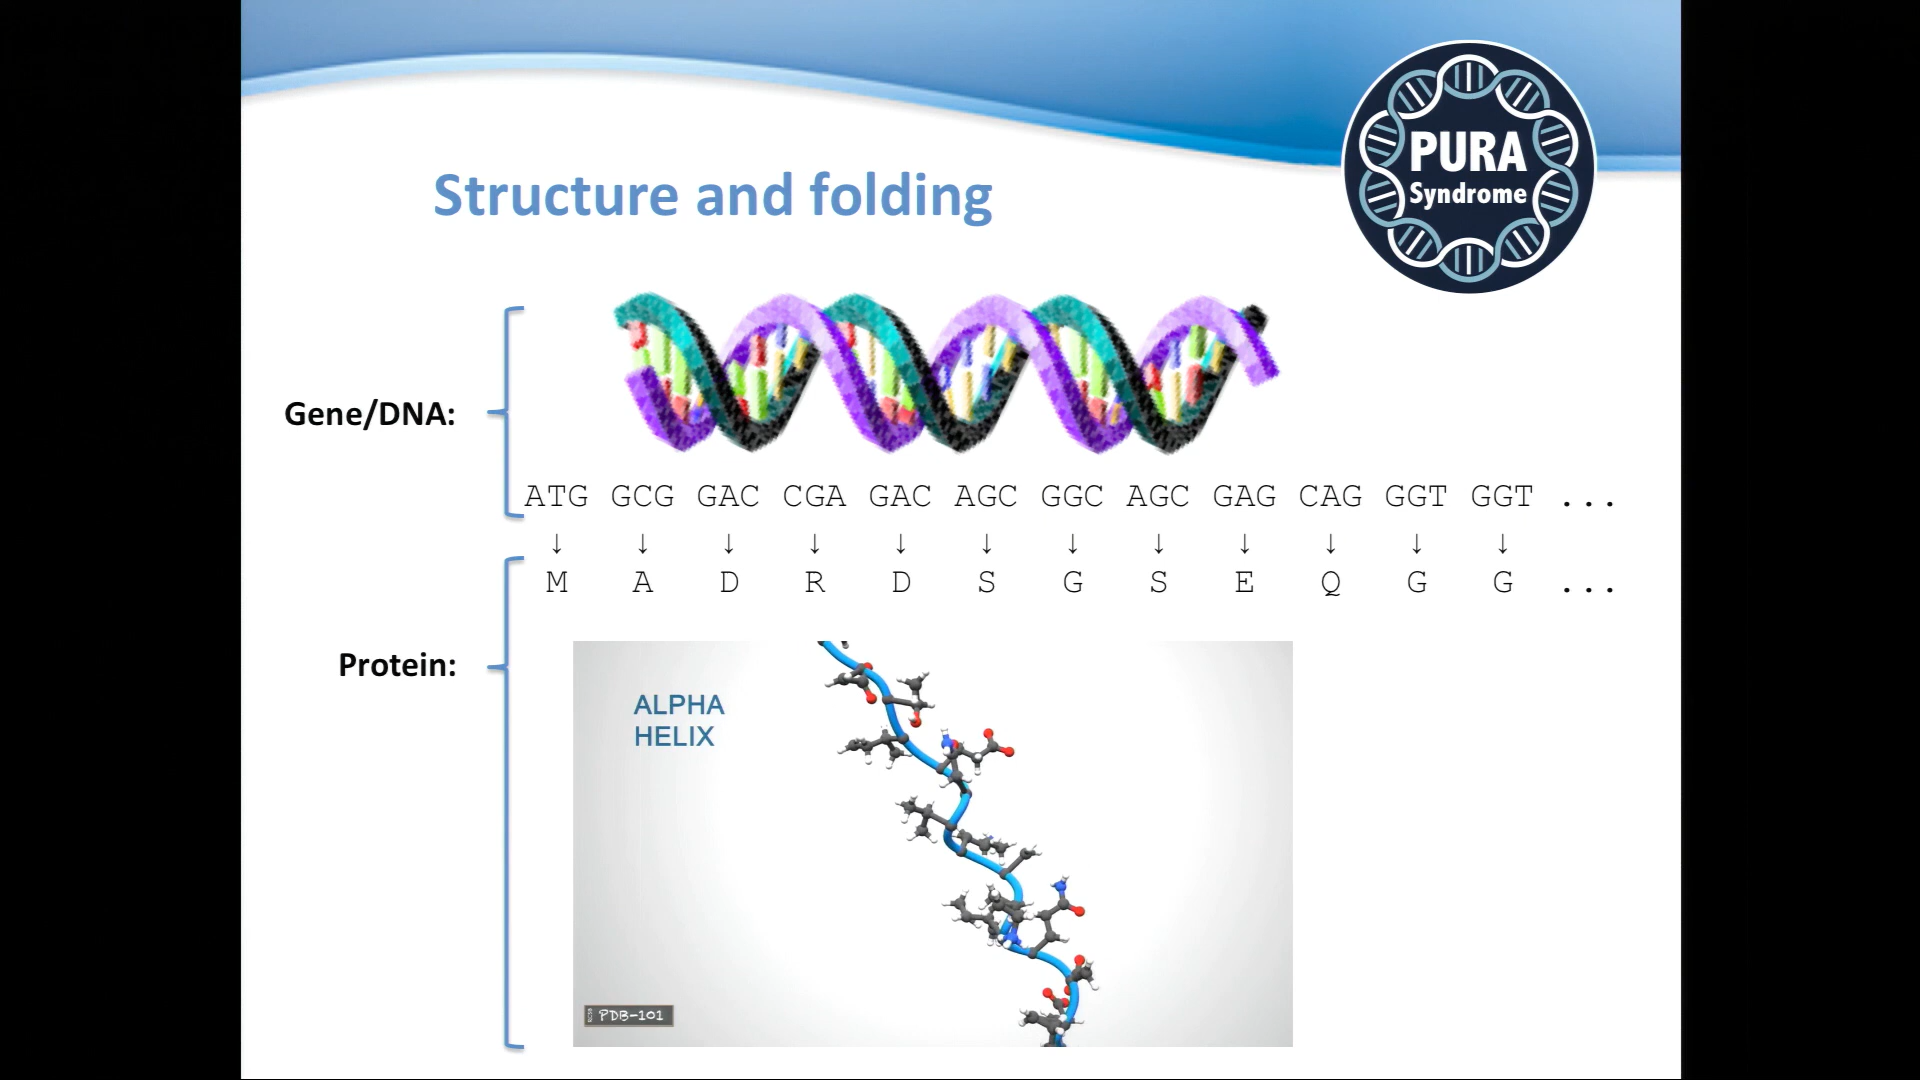 PURA
Syndrome
Structure and folding
Gene/DNA:
ATG GCG GAC CGA GAC AGC GGC AGC GAG CAG GGT GGT ...
↓ ↓ ↓ ↓ ↓ ↓ ↓ ↓ ↓ ↓ ↓ ↓
M A D R D S G S E Q G G ...
Protein:
ALPHA
HELIX
PDB-101